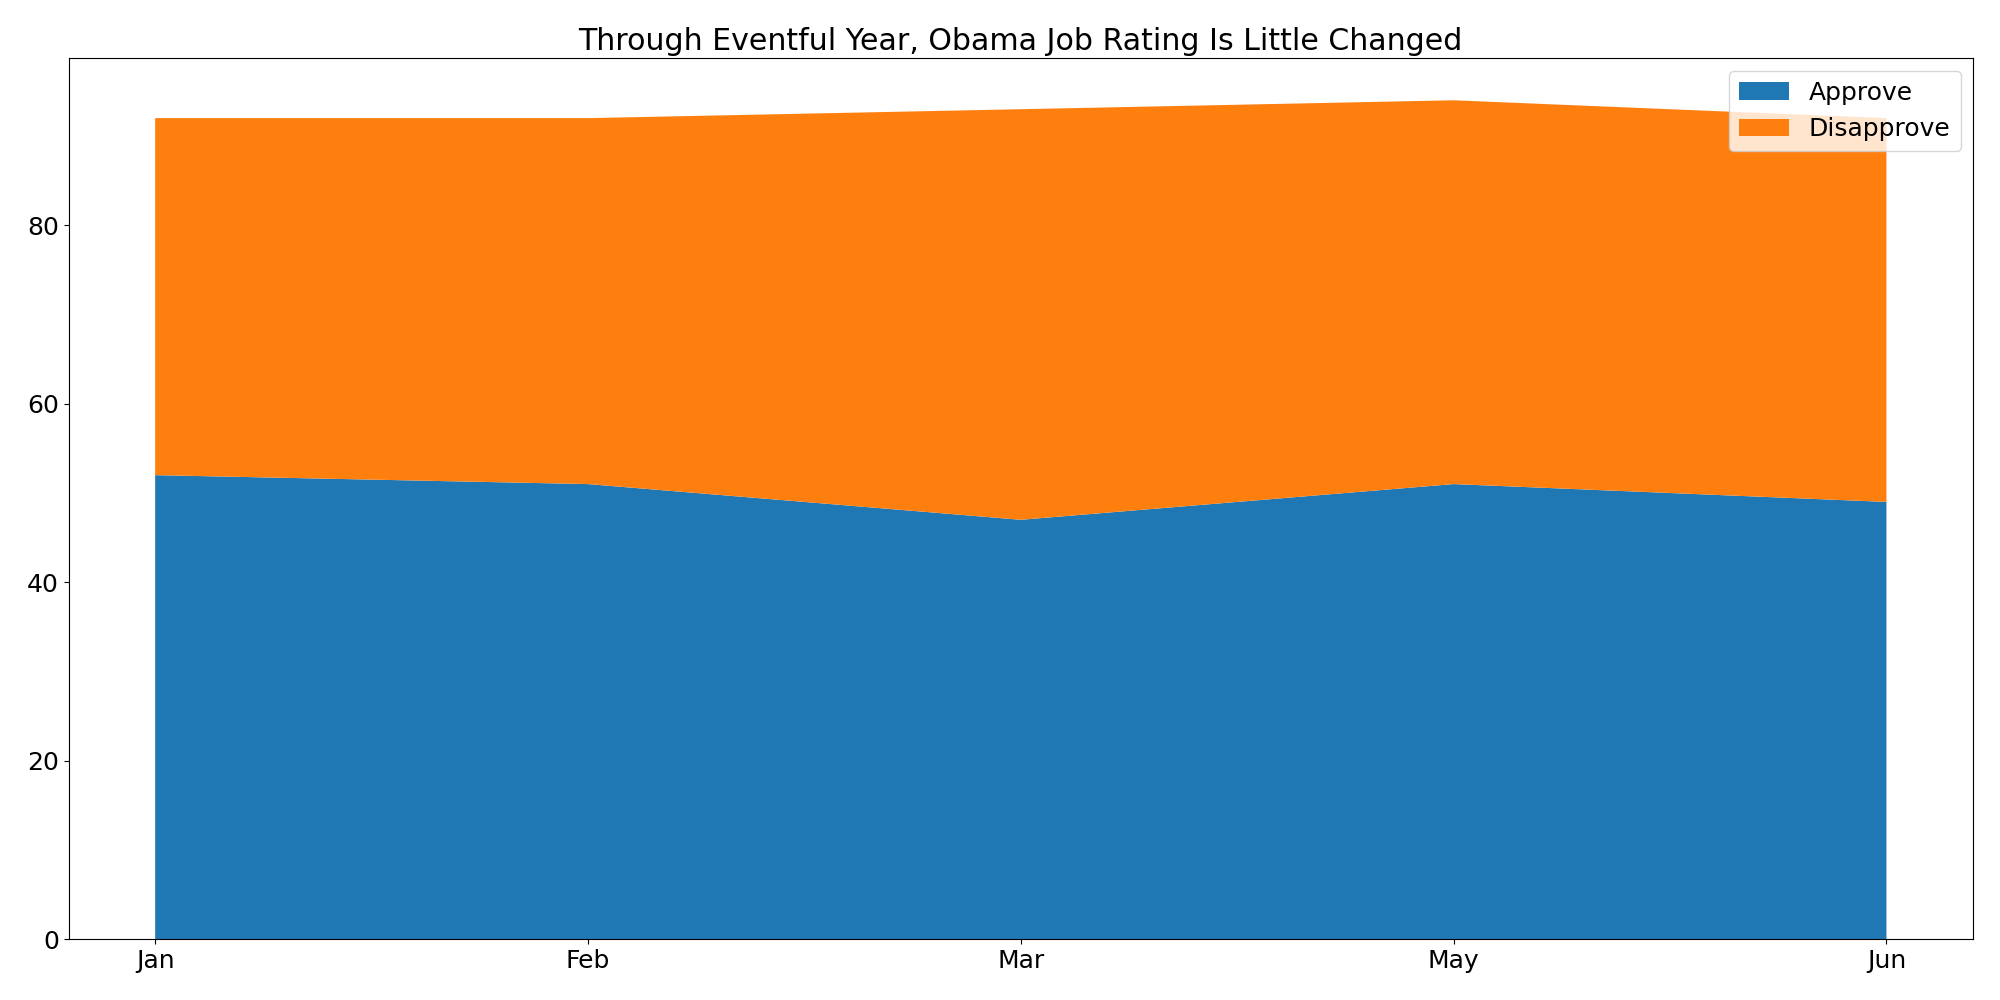 Through Eventful Year, Obama Job Rating Is Little Changed
Approve
Disapprove
80
60
40
20
0
Jan Feb Mar May Jun